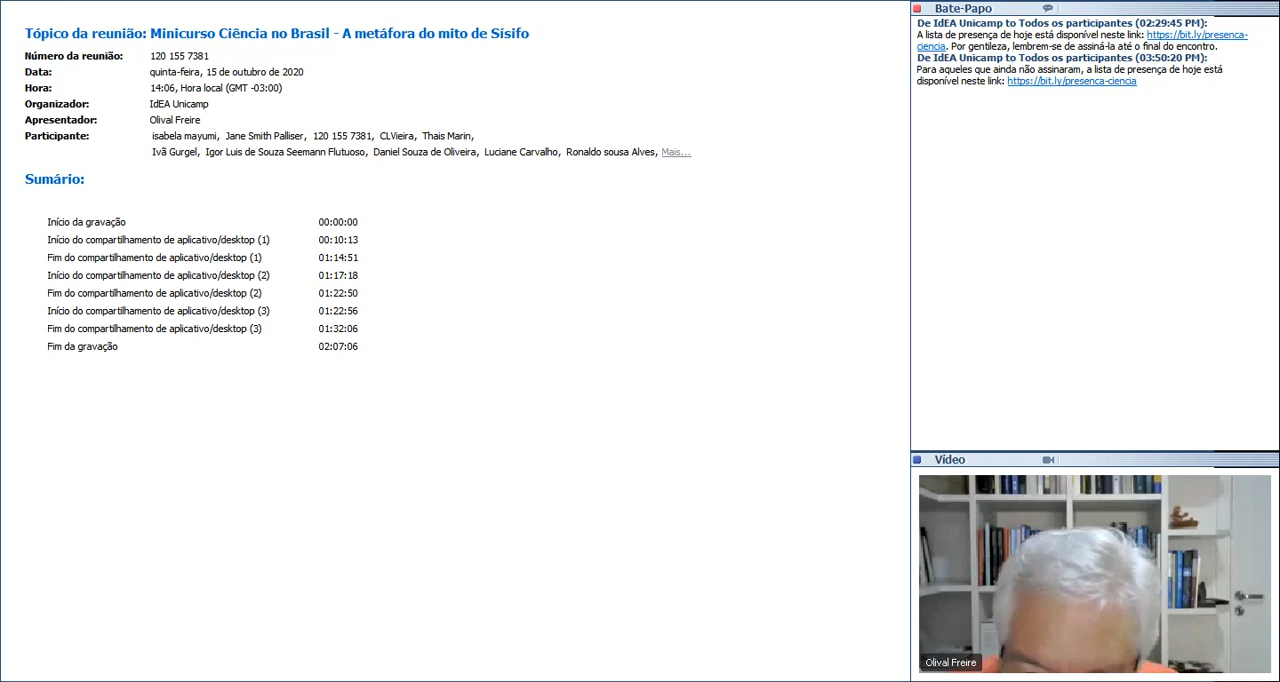 Tópico da reunião: Minicurso Ciência no Brasil - A metáfora do mito de Sísifo
Número da reunião: 120 155 7381
Data: quinta-feira, 15 de outubro de 2020
Hora: 14:06, Hora local (GMT -03:00)
Organizador: IdEA Unicamp
Apresentador: Olival Freire
Participante: isabela mayumi, Jane Smith Palliser, 120 155 7381, CLVieira, Thais Marin,
Ivã Gurgel, Igor Luis de Souza Seemann Flutuoso, Daniel Souza de Oliveira, Luciane Carvalho, Ronaldo sousa Alves, Mais...
Sumário:
Início da gravação 00:00:00
Início do compartilhamento de aplicativo/desktop (1) 00:10:13
Fim do compartilhamento de aplicativo/desktop (1) 01:14:51
Início do compartilhamento de aplicativo/desktop (2) 01:17:18
Fim do compartilhamento de aplicativo/desktop (2) 01:22:50
Início do compartilhamento de aplicativo/desktop (3) 01:22:56
Fim do compartilhamento de aplicativo/desktop (3) 01:32:06
Fim da gravação 02:07:06
Bate-Papo
De IdEA Unicamp to Todos os participantes (02:29:45 PM):
A lista de presença de hoje está disponível neste link: https://bit.ly/presenca-
ciencia. Por gentileza, lembrem-se de assiná-la até o final do encontro.
De IdEA Unicamp to Todos os participantes (03:50:20 PM):
Para aqueles que ainda não assinaram, a lista de presença de hoje está
disponível neste link: https://bit.ly/presenca-ciencia
Vídeo
Olival Freire